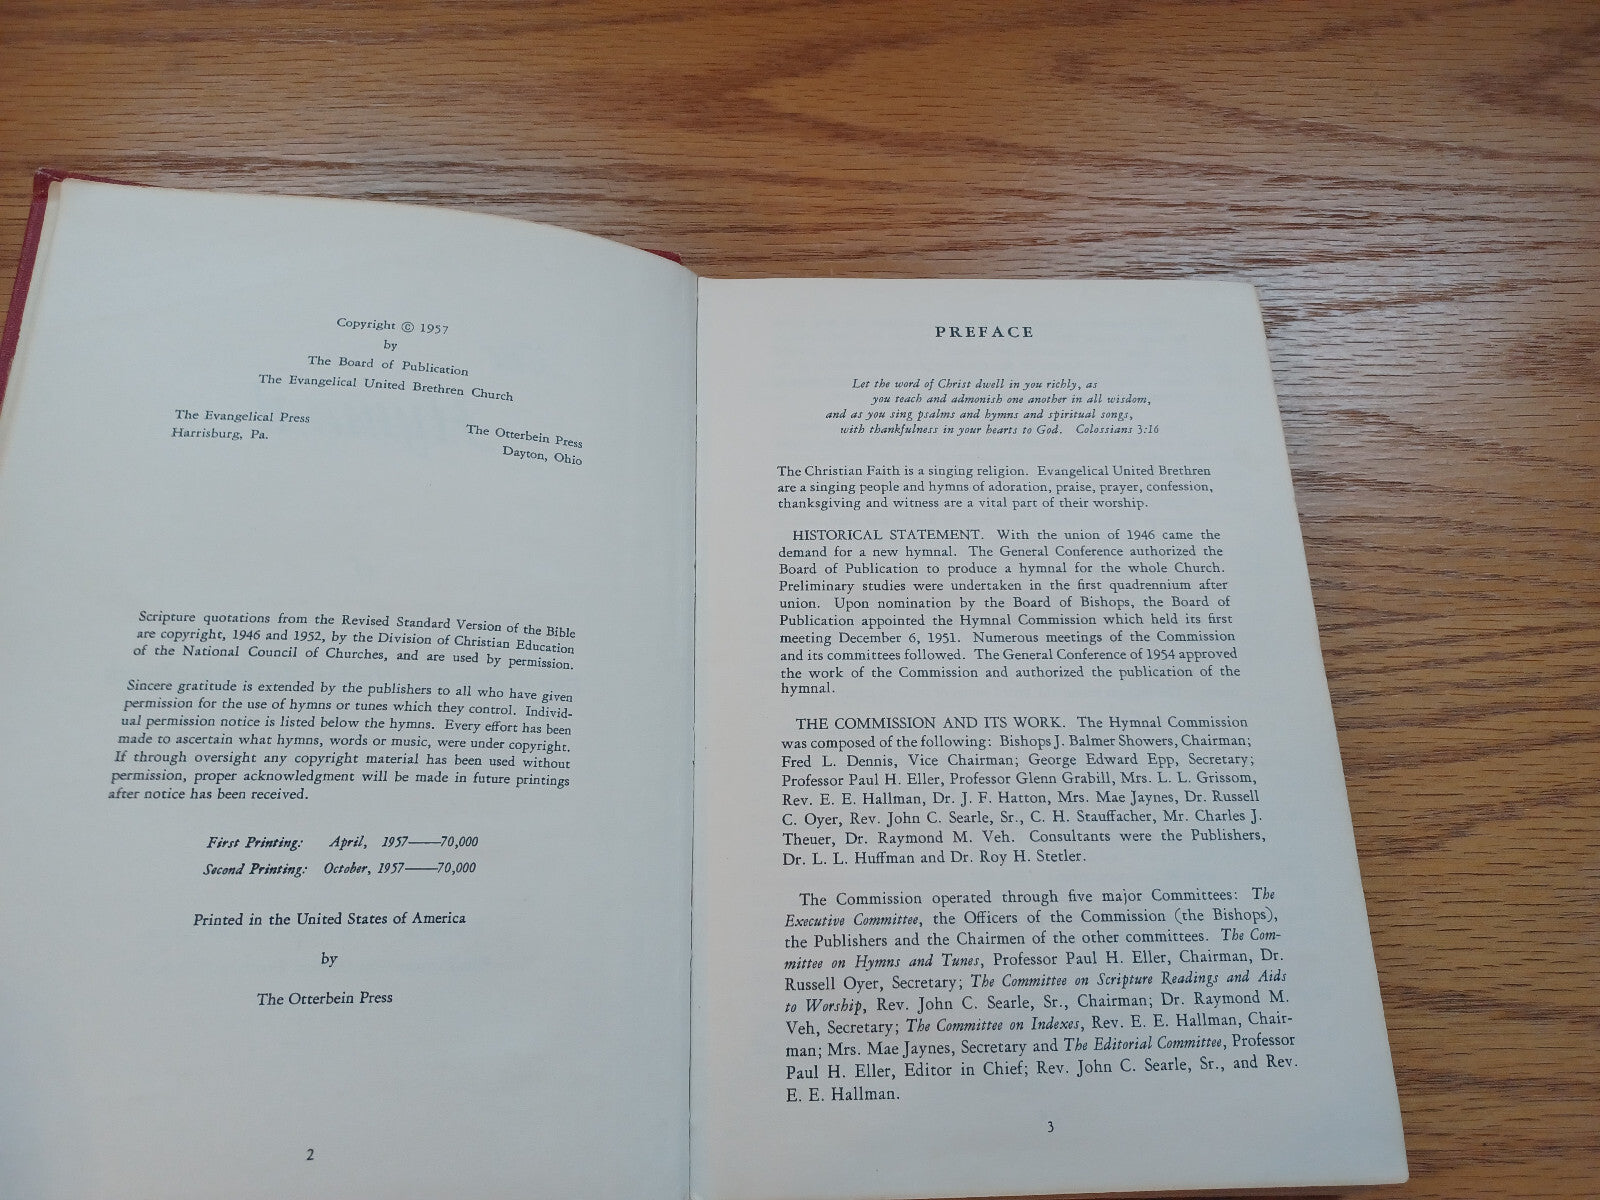 Copyright © 1957
by
The Board of Publication
The Evangelical United Brethren Church
The Evangelical Press
Harrisburg, Pa.
The Otterbein Press
Dayton, Ohio
Scripture quotations from the Revised Standard Version of the Bible
are copyright, 1946 and 1952, by the Division of Christian Education
of the National Council of Churches, and are used by permission.
Sincere gratitude is extended by the publishers to all who have given
permission for the use of hymns or tunes which they control. Individ-
ual permission notice is listed below the hymns. Every effort has been
made to ascertain what hymns, words or music, were under copyright.
If through oversight any copyright material has been used without
permission, proper acknowledgment will be made in future printings
after notice has been received.
First Printing: April, 1957—70,000
Second Printing: October, 1957—70,000
Printed in the United States of America
by
The Otterbein Press
2
PREFACE
Let the word of Christ dwell in you richly, as
you teach and admonish one another in all wisdom,
and as you sing psalms and hymns and spiritual songs,
with thankfulness in your hearts to God. Colossians 3:16
The Christian Faith is a singing religion. Evangelical United Brethren
are a singing people and hymns of adoration, praise, prayer, confession,
thanksgiving and witness are a vital part of their worship.
HISTORICAL STATEMENT. With the union of 1946 came the
demand for a new hymnal. The General Conference authorized the
Board of Publication to produce a hymnal for the whole Church.
Preliminary studies were undertaken in the first quadrennium after
union. Upon nomination by the Board of Bishops, the Board of
Publication appointed the Hymnal Commission which held its first
meeting December 6, 1951. Numerous meetings of the Commission
and its committees followed. The General Conference of 1954 approved
the work of the Commission and authorized the publication of the
hymnal.
THE COMMISSION AND ITS WORK. The Hymnal Commission
was composed of the following: Bishops J. Balmer Showers, Chairman;
Fred L. Dennis, Vice Chairman; George Edward Epp, Secretary;
Professor Paul H. Eller, Professor Glenn Grabill, Mrs. L. L. Grissom,
Rev. E. E. Hallman, Dr. J. F. Hatton, Mrs. Mae Jaynes, Dr. Russell
C. Oyer, Rev. John C. Searle, Sr., C. H. Stauffacher, Mr. Charles J.
Theuer, Dr. Raymond M. Veh. Consultants were the Publishers,
Dr. L. L. Huffman and Dr. Roy H. Stetler.
The Commission operated through five major Committees: The
Executive Committee, the Officers of the Commission (the Bishops),
the Publishers and the Chairmen of the other committees. The Com-
mittee on Hymns and Tunes, Professor Paul H. Eller, Chairman, Dr.
Russell Oyer, Secretary; The Committee on Scripture Readings and Aids
to Worship, Rev. John C. Searle, Sr., Chairman; Dr. Raymond M.
Veh, Secretary; The Committee on Indexes, Rev. E. E. Hallman, Chair-
man; Mrs. Mae Jaynes, Secretary and The Editorial Committee, Professor
Paul H. Eller, Editor in Chief; Rev. John C. Searle, Sr., and Rev.
E. E. Hallman.
3